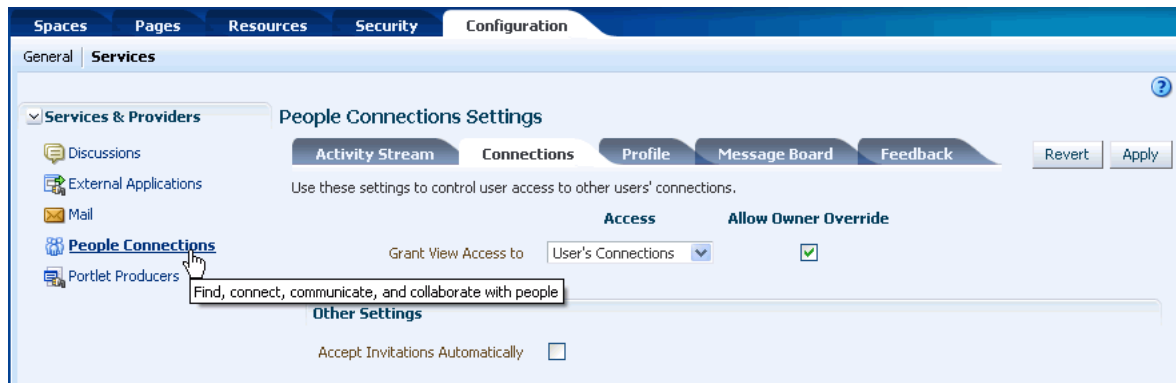 Spaces Pages Resources Security Configuration
General Services
?
Services & Providers
Discussions
External Applications
Mail
People Connections
Portlet Producers
Find, connect, communicate, and collaborate with people
People Connections Settings
Activity Stream Connections Profile Message Board Feedback
Revert Apply
Use these settings to control user access to other users' connections.
Access Allow Owner Override
Grant View Access to User's Connections
Other Settings
Accept Invitations Automatically